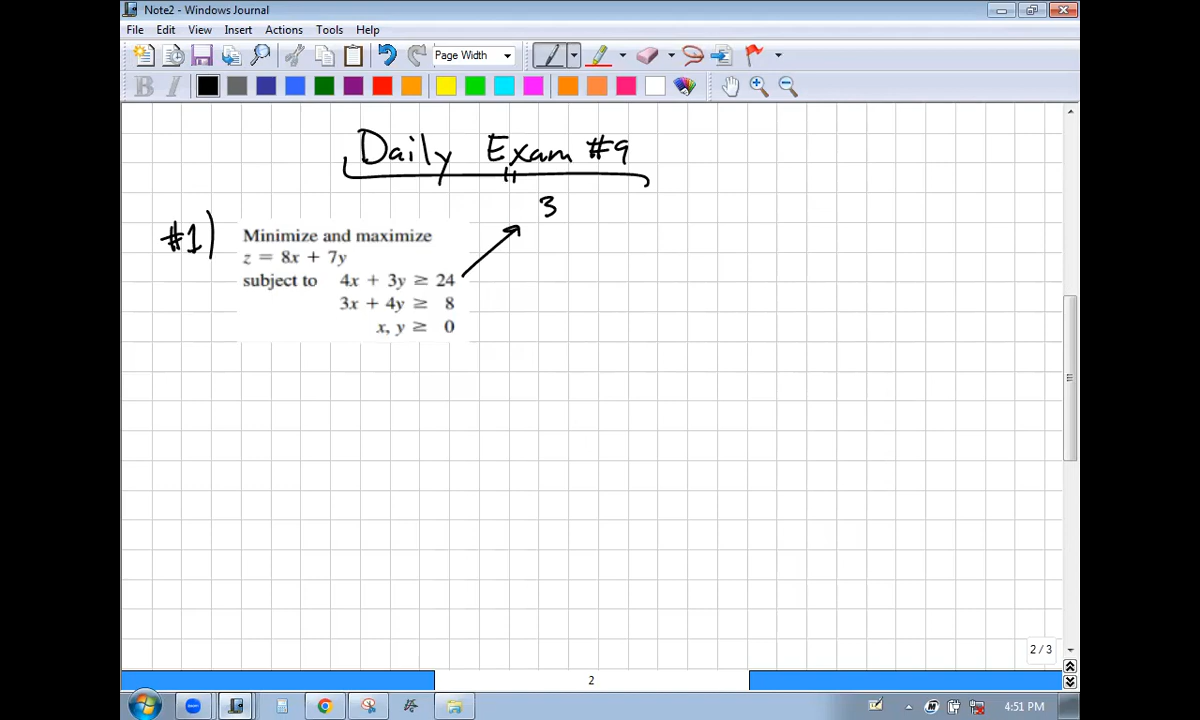 Note2 - Windows Journal
File Edit View Insert Actions Tools Help
Page Width
B I
Daily Exam #9
3
#1)
Minimize and maximize
z = 8x + 7y
subject to 4x + 3y ≥ 24
3x + 4y ≥ 8
x, y ≥ 0
2 / 3
2
4:51 PM